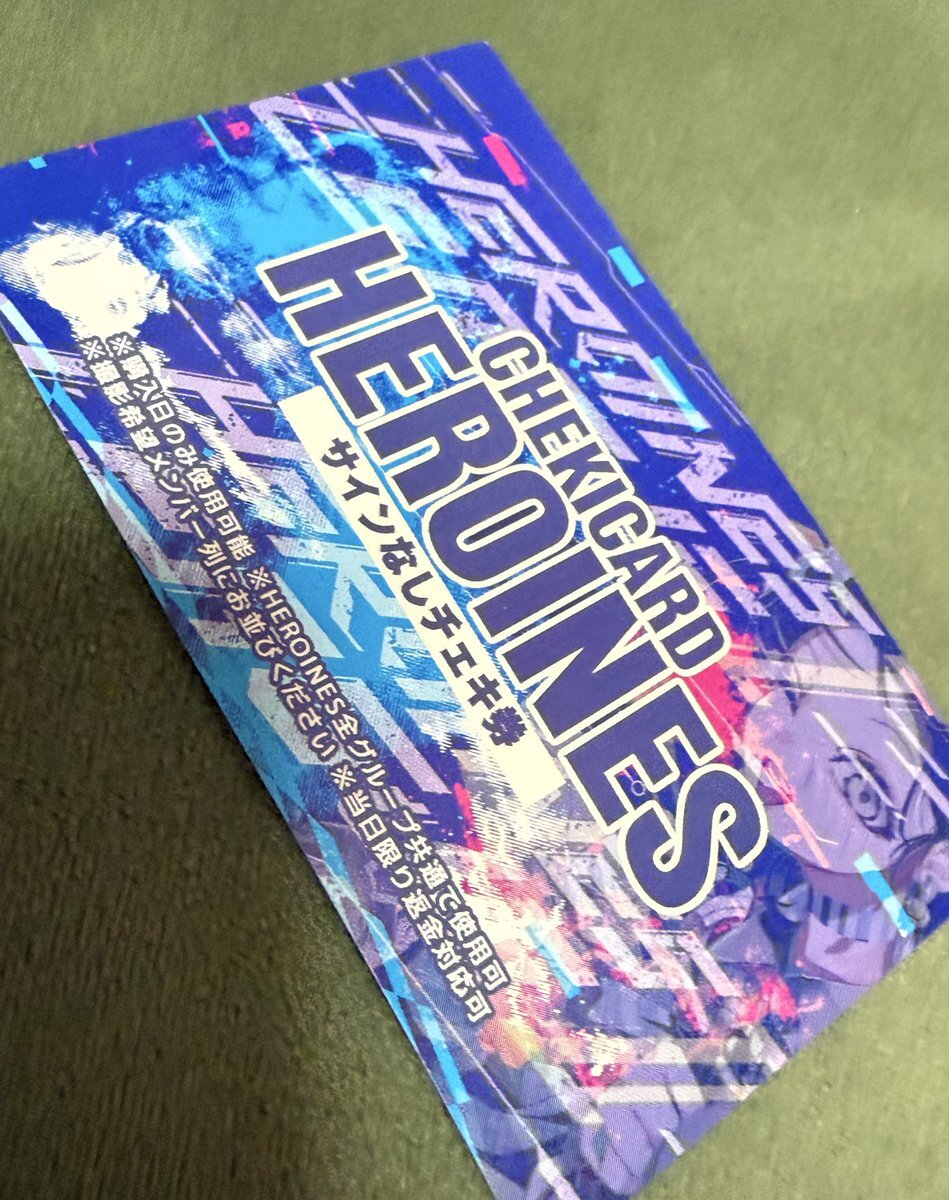 HEROINES
CHEKICARD
HEROINES
サインなしチェキ券
※購入日のみ使用可能 ※HEROINES全グループ共通で使用可
※撮影希望メンバー列にお並びください ※当日限り返金対応可